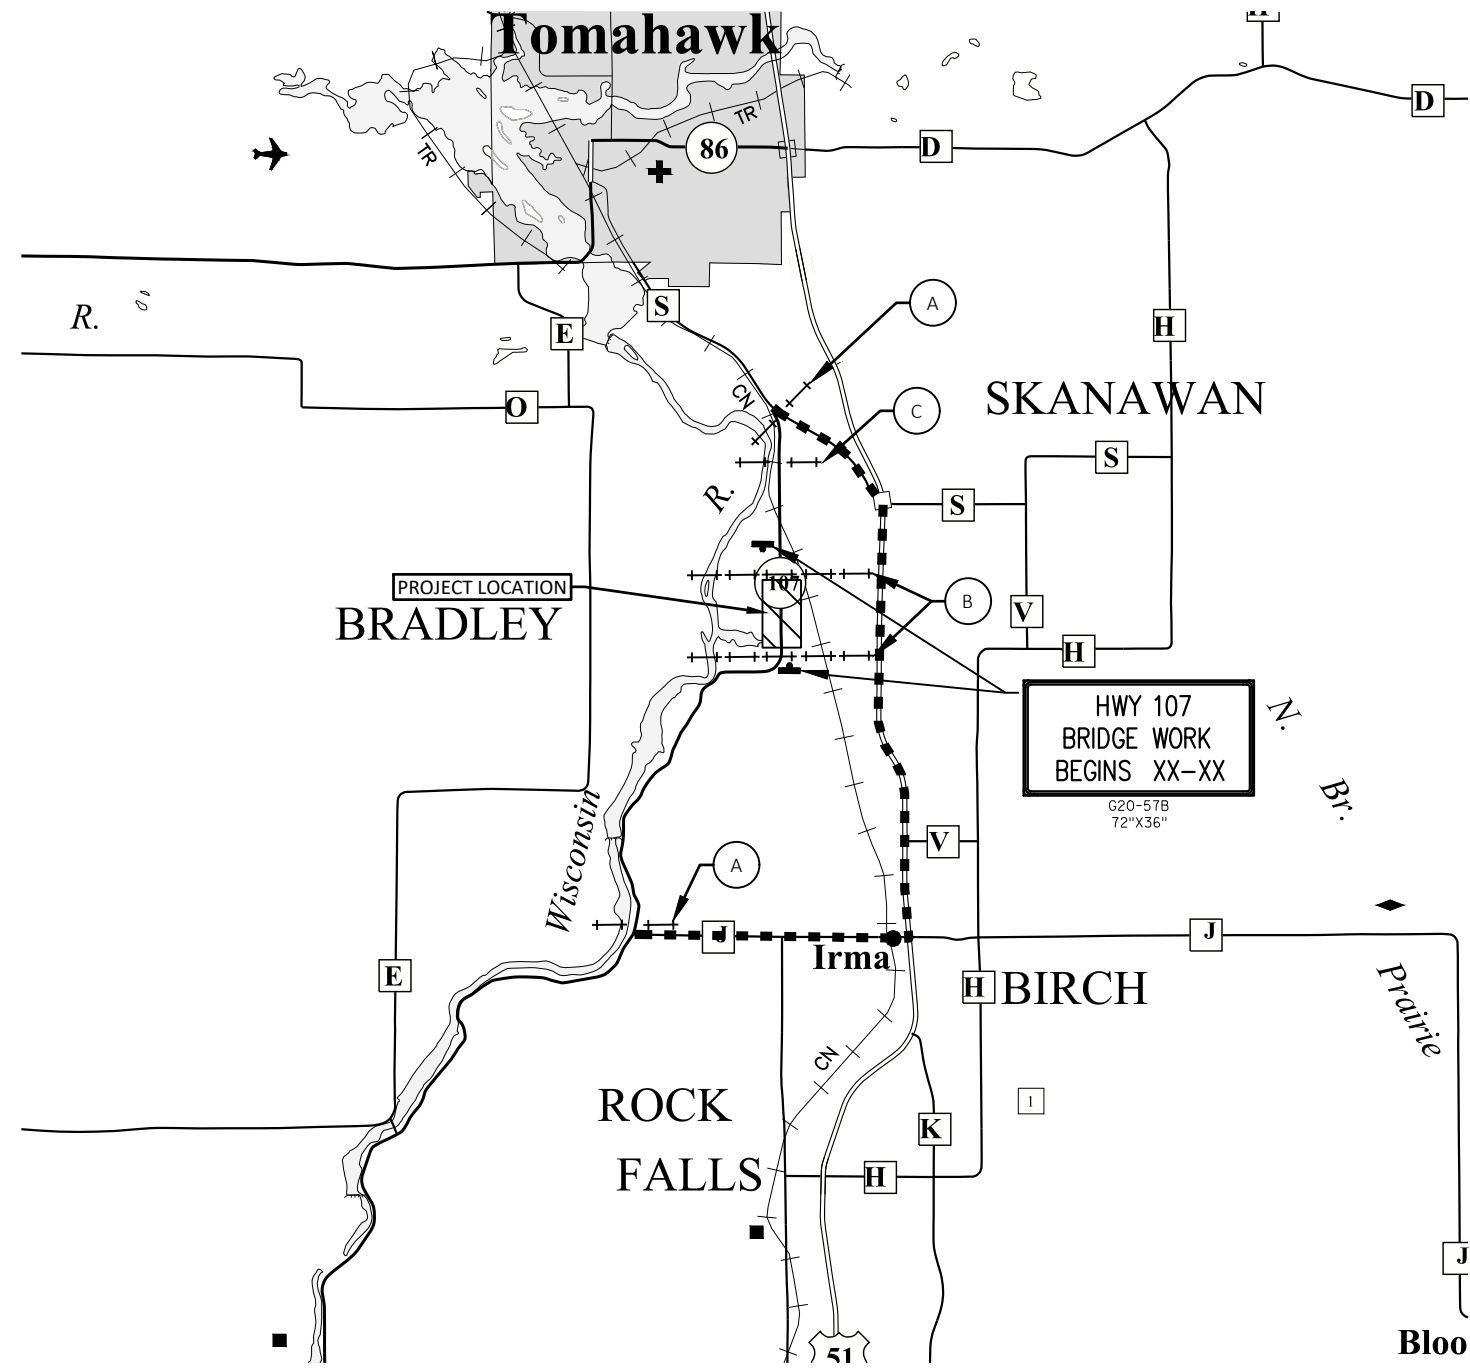 H
Tomahawk
D
TR
86
D
TR
A
R.
S
H
E
CN
SKANAWAN
O
C
S
R.
S
107
PROJECT LOCATION
B
V
BRADLEY
H
HWY 107
BRIDGE WORK
BEGINS XX-XX
G20-57B
72"X36"
N.
Br.
Wisconsin
V
A
J
J
Irma
E
H
BIRCH
Prairie
CN
1
ROCK
K
FALLS
H
J
Bloo
51